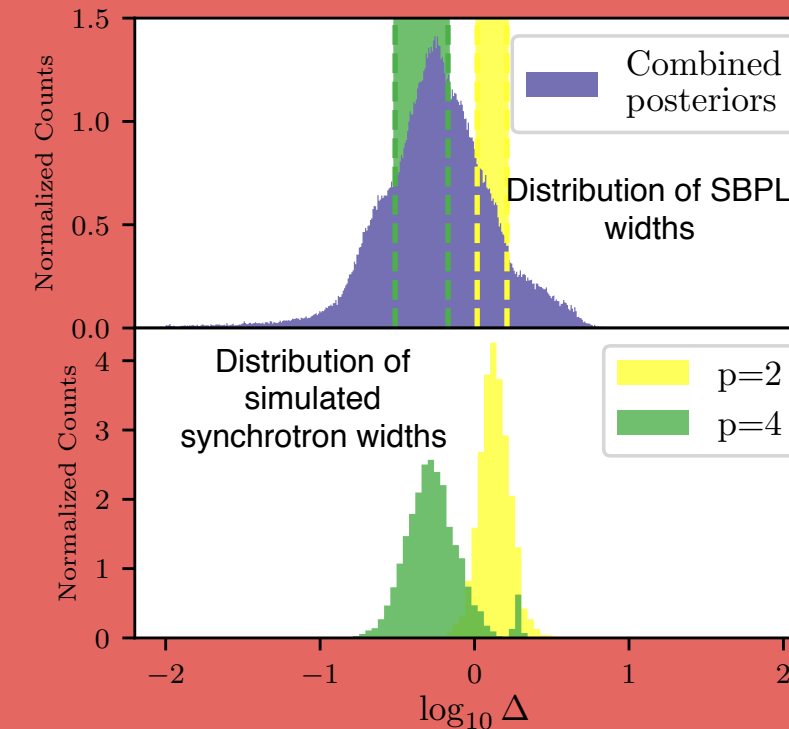 1.5
1.0
0.5
0.0
Normalized Counts
Combined
posteriors
Distribution of SBPL
widths
4
3
2
1
0
Normalized Counts
Distribution of
simulated
synchrotron widths
p=2
p=4
−2
−1
0
1
2
log₁₀ Δ